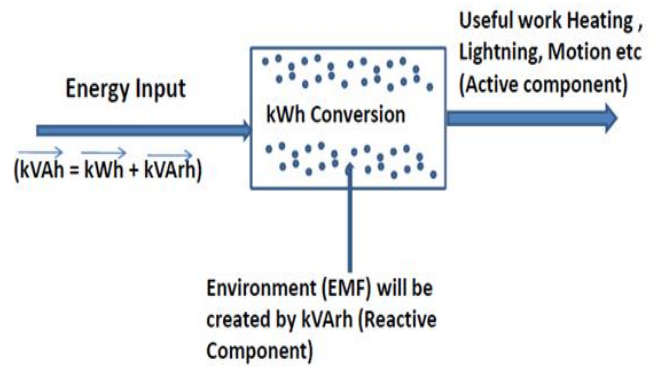 Useful work Heating ,
Lightning, Motion etc
(Active component)
Energy Input
kWh Conversion
(kVAh = kWh + kVArh)
Environment (EMF) will be
created by kVArh (Reactive
Component)